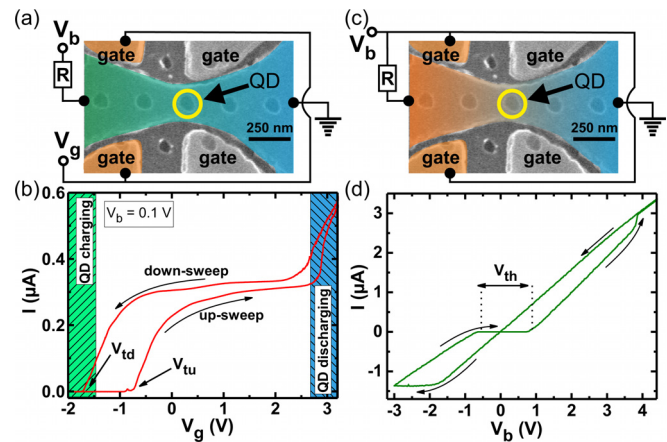 (a)
V_b
R
V_g
gate
gate
QD
gate
gate
250 nm
(c)
V_b
R
gate
gate
QD
gate
gate
250 nm
(b)
0.6
0.4
0.2
0.0
I (µA)
V_b = 0.1 V
QD charging
down-sweep
up-sweep
QD discharging
V_td
V_tu
-2 -1 0 1 2 3
V_g (V)
(d)
3
2
1
0
-1
I (µA)
V_th
-3 -2 -1 0 1 2 3 4
V_b (V)